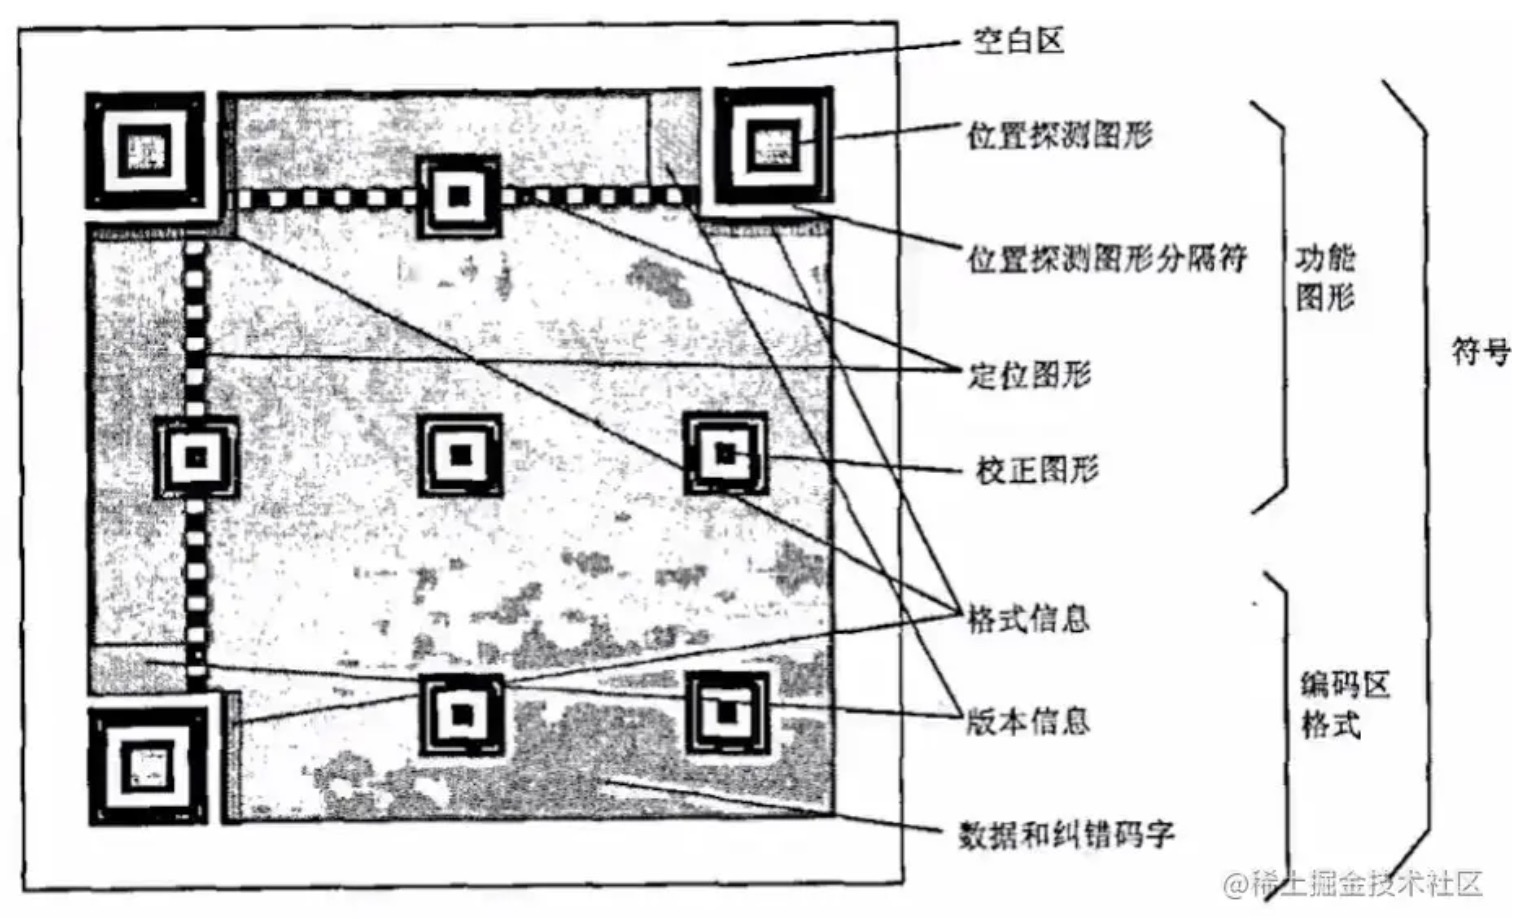 空白区
位置探测图形
位置探测图形分隔符
功能
图形
符号
定位图形
校正图形
格式信息
编码区
格式
版本信息
数据和纠错码字
@稀土掘金技术社区